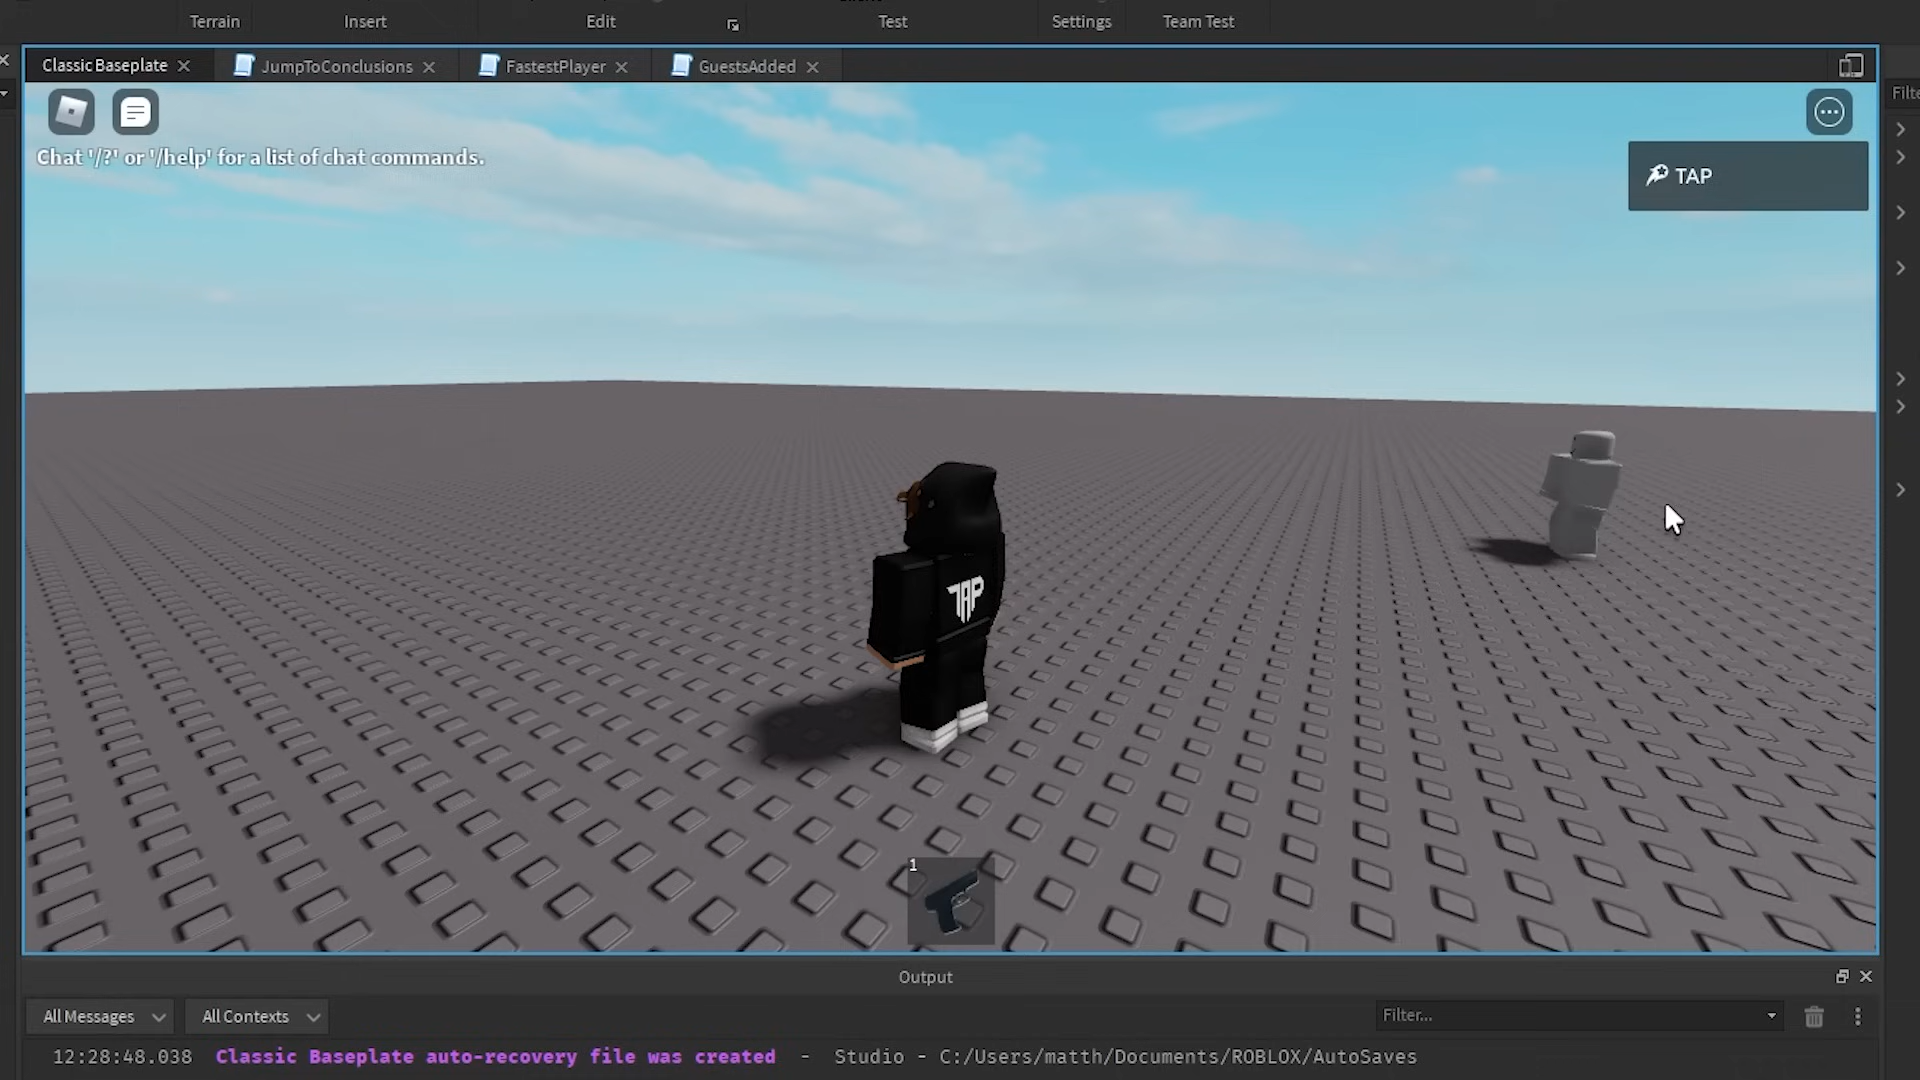 Terrain Insert Edit Test Settings Team Test
Classic Baseplate JumpToConclusions FastestPlayer GuestsAdded
Filte
Chat '/?' or '/help' for a list of chat commands.
TAP
TAP
1
Output
All Messages All Contexts Filter...
12:28:48.038 Classic Baseplate auto-recovery file was created - Studio - C:/Users/matth/Documents/ROBLOX/AutoSaves